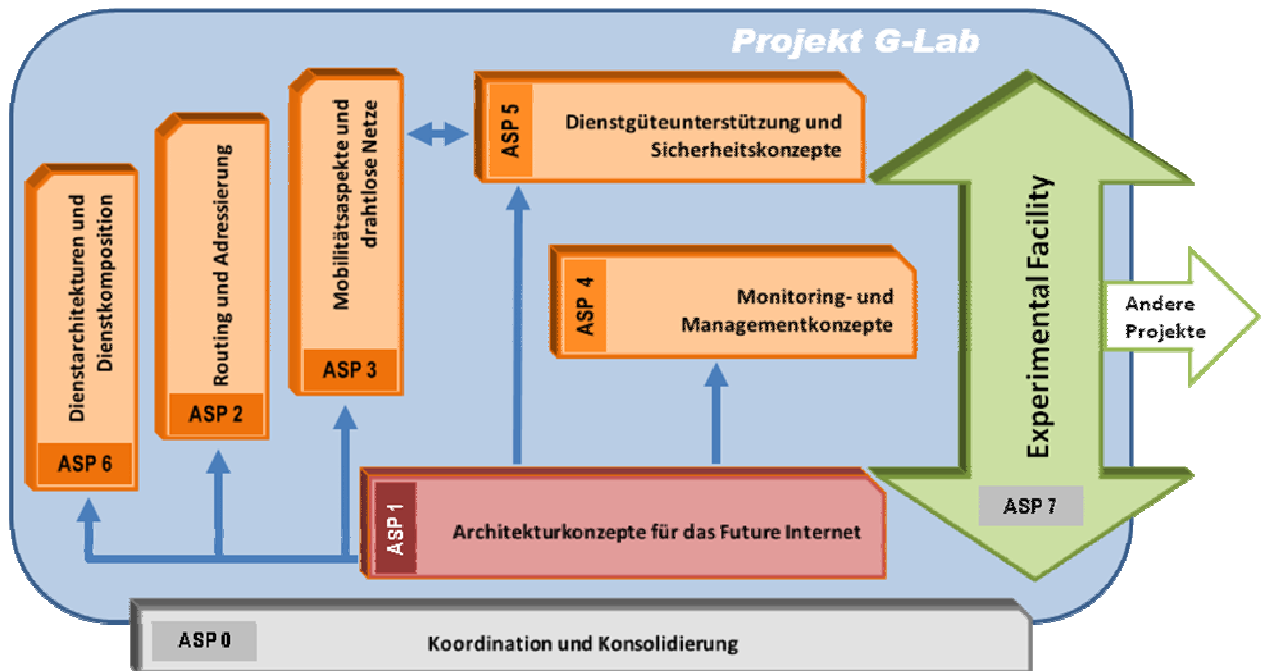 Projekt G-Lab
Dienstarchitekturen und
Dienstkomposition
ASP 6
Routing und Adressierung
ASP 2
Mobilitätsaspekte und
drahtlose Netze
ASP 3
ASP 5
Dienstgüteunterstützung und
Sicherheitskonzepte
ASP 4
Monitoring- und
Managementkonzepte
Experimental Facility
ASP 7
Andere
Projekte
ASP 1
Architekturkonzepte für das Future Internet
ASP 0
Koordination und Konsolidierung